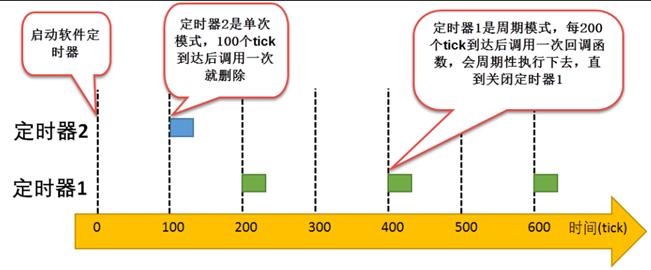 启动软件定
时器
定时器2是单次
模式，100个tick
到达后调用一次
就删除
定时器1是周期模式，每200
个tick到达后调用一次回调函
数，会周期性执行下去，直
到关闭定时器1
定时器2
定时器1
0 100 200 300 400 500 600 时间(tick)